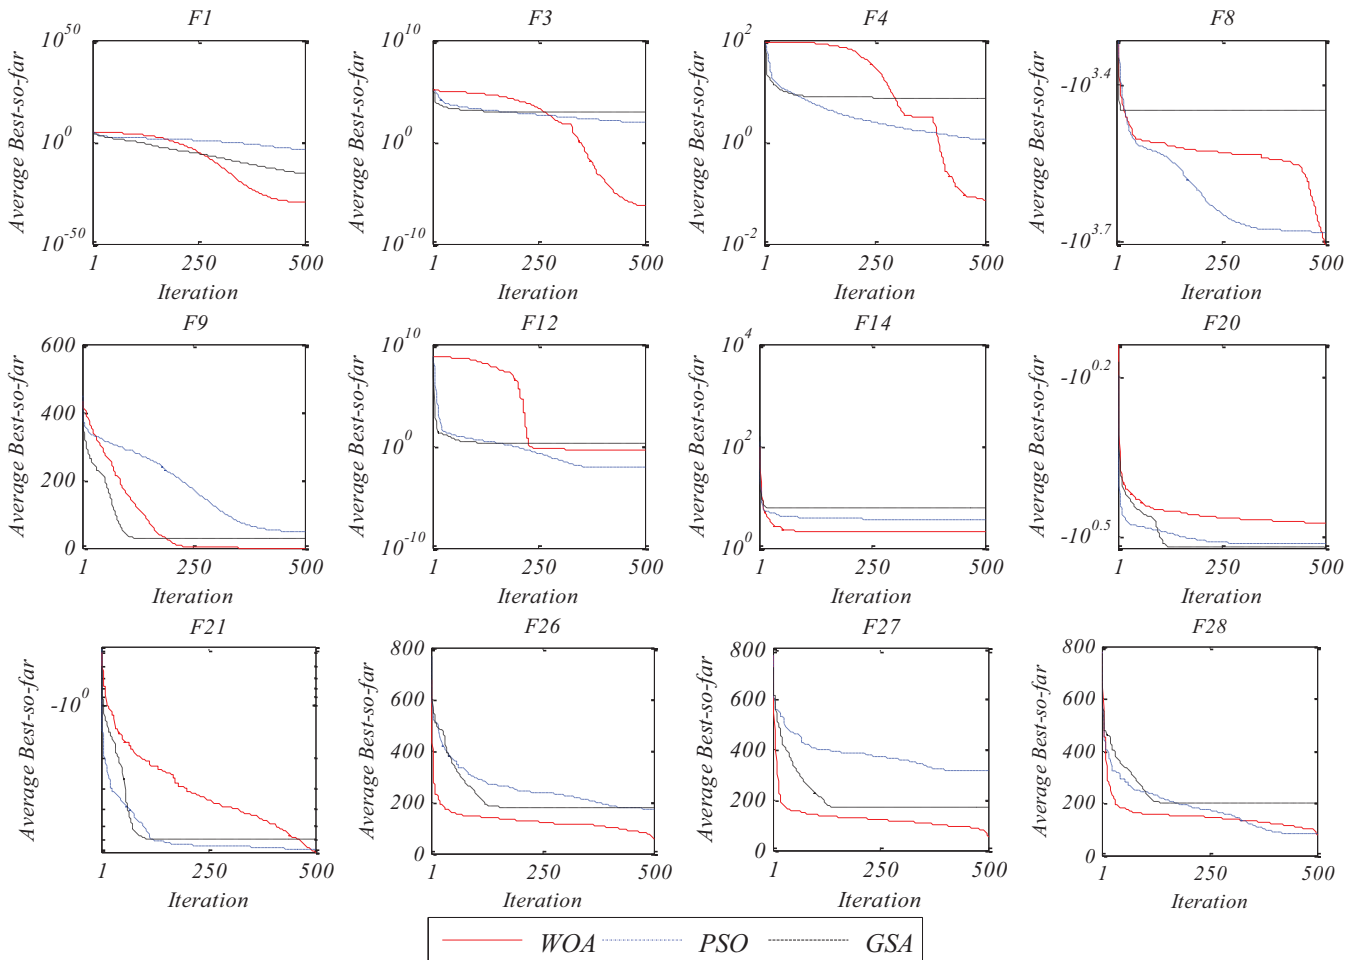 F1 F3 F4 F8
Average Best-so-far Average Best-so-far Average Best-so-far Average Best-so-far
10^50 10^10 10^2 -10^3.4
10^0 10^0 10^0 -10^3.7
10^-50 10^-10 10^-2
1 250 500 1 250 500 1 250 500 1 250 500
Iteration Iteration Iteration Iteration
F9 F12 F14 F20
Average Best-so-far Average Best-so-far Average Best-so-far Average Best-so-far
600 10^10 10^4 -10^0.2
400 10^0 10^2 -10^0.5
200 10^-10 10^0
0
1 250 500 1 250 500 1 250 500 1 250 500
Iteration Iteration Iteration Iteration
F21 F26 F27 F28
Average Best-so-far Average Best-so-far Average Best-so-far Average Best-so-far
-10^0 800 800 800
600 600 600
400 400 400
200 200 200
0 0 0
1 250 500 1 250 500 1 250 500 1 250 500
Iteration Iteration Iteration Iteration
WOA PSO GSA